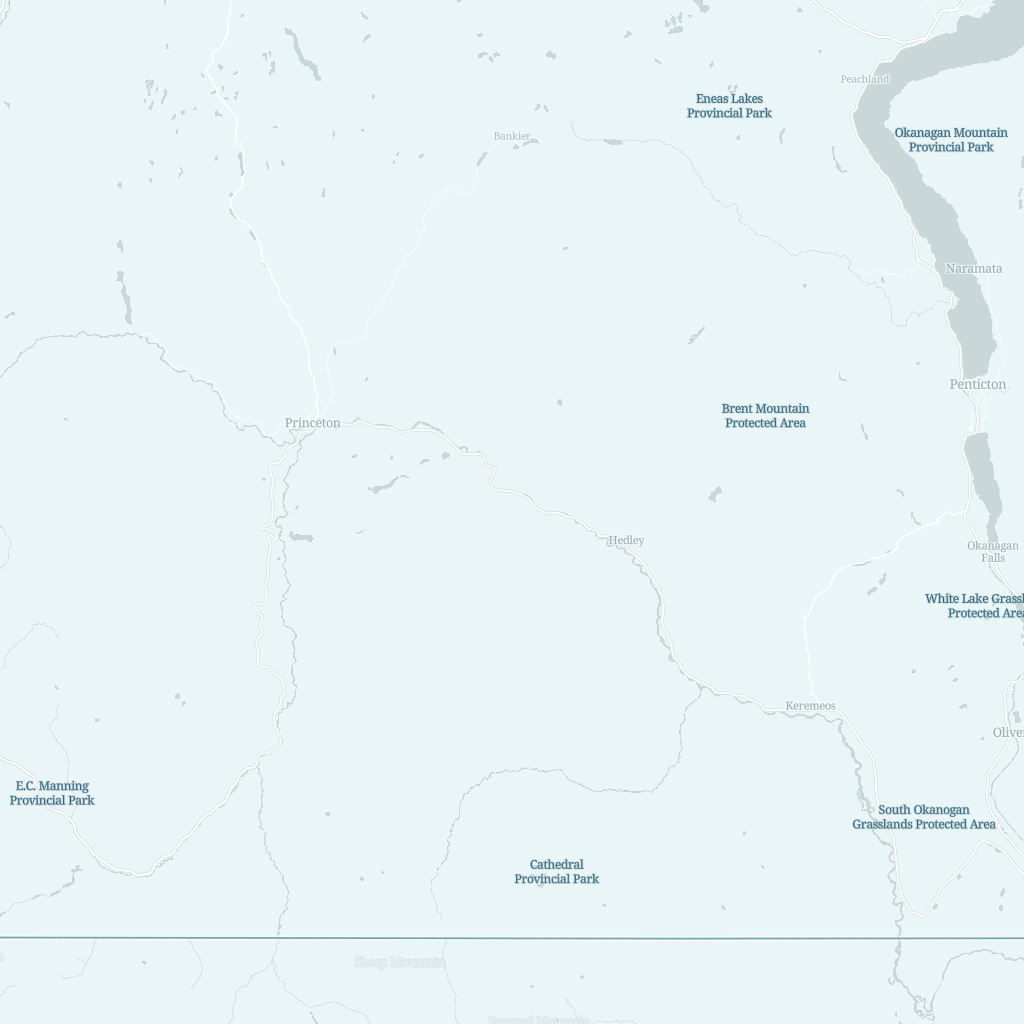 Peachland
Eneas Lakes
Provincial Park
Okanagan Mountain
Provincial Park
Bankier
Naramata
Penticton
Brent Mountain
Protected Area
Princeton
Hedley
Okanagan
Falls
White Lake Grassl
Protected Area
Keremeos
Oliver
E.C. Manning
Provincial Park
South Okanogan
Grasslands Protected Area
Cathedral
Provincial Park
Sheep Mountain